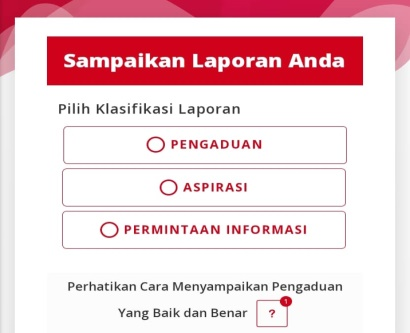 Sampaikan Laporan Anda
Pilih Klasifikasi Laporan
PENGADUAN
ASPIRASI
PERMINTAAN INFORMASI
Perhatikan Cara Menyampaikan Pengaduan
Yang Baik dan Benar ? 1